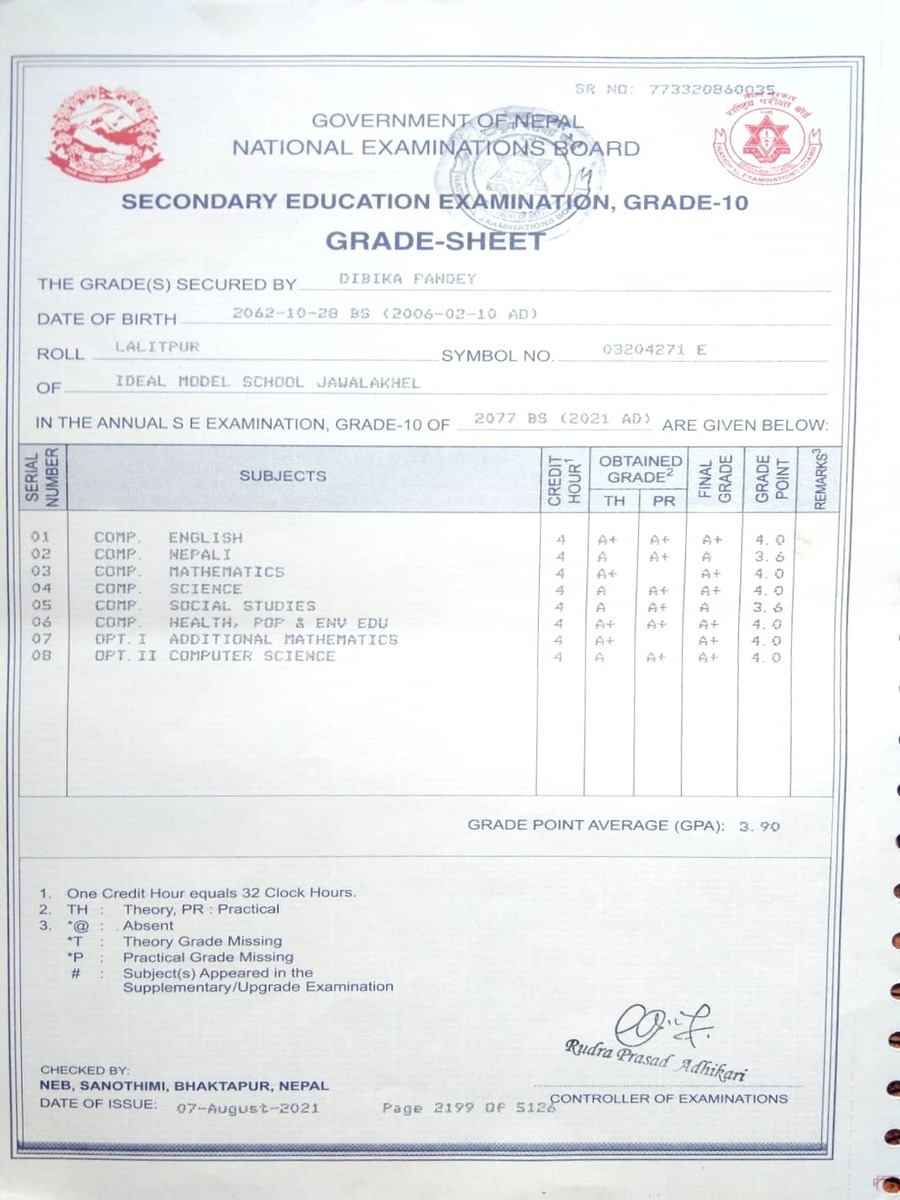 SR NO: 773320860035
GOVERNMENT OF NEPAL
राष्ट्रिय परीक्षा बोर्ड
NATIONAL EXAMINATIONS BOARD
NATIONAL EXAMINATIONS BOARD
SECONDARY EDUCATION EXAMINATION, GRADE-10
GRADE-SHEET
THE GRADE(S) SECURED BY DIBIKA PANDEY
DATE OF BIRTH 2062-10-28 BS (2006-02-10 AD)
ROLL LALITPUR SYMBOL NO. 03204271 E
OF IDEAL MODEL SCHOOL JAWALAKHEL
IN THE ANNUAL S E EXAMINATION, GRADE-10 OF 2077 BS (2021 AD) ARE GIVEN BELOW:
SERIAL NUMBER SUBJECTS CREDIT HOUR¹ OBTAINED GRADE² FINAL GRADE GRADE POINT REMARKS³
TH PR
01 COMP. ENGLISH 4 A+ A+ A+ 4.0
02 COMP. NEPALI 4 A A+ A 3.6
03 COMP. MATHEMATICS 4 A+ A+ 4.0
04 COMP. SCIENCE 4 A A+ A+ 4.0
05 COMP. SOCIAL STUDIES 4 A A+ A 3.6
06 COMP. HEALTH, POP & ENV EDU 4 A+ A+ A+ 4.0
07 OPT. I ADDITIONAL MATHEMATICS 4 A+ A+ 4.0
08 OPT. II COMPUTER SCIENCE 4 A A+ A+ 4.0
GRADE POINT AVERAGE (GPA): 3.90
1. One Credit Hour equals 32 Clock Hours.
2. TH : Theory, PR : Practical
3. *@ : Absent
*T : Theory Grade Missing
*P : Practical Grade Missing
# : Subject(s) Appeared in the
Supplementary/Upgrade Examination
Rudra Prasad Adhikari
CHECKED BY:
NEB, SANOTHIMI, BHAKTAPUR, NEPAL
CONTROLLER OF EXAMINATIONS
DATE OF ISSUE: 07-August-2021 Page 2199 Of 5126